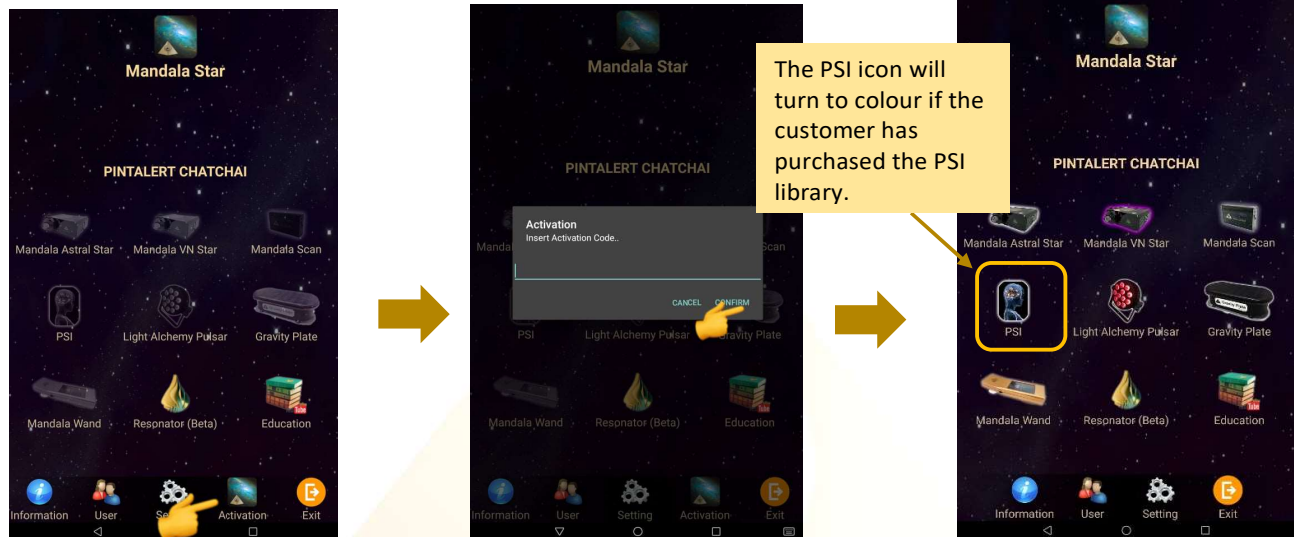 Mandala Star
PINTALERT CHATCHAI
Mandala Astral Star
Mandala VN Star
Mandala Scan
PSI
Light Alchemy Pulsar
Gravity Plate
Mandala Wand
Resonator (Beta)
Education
Information
User
Activation
Exit
Mandala Star
PINTALERT CHATCHAI
Activation
Insert Activation Code..
CANCEL
CONFIRM
PSI
Light Alchemy Pulsar
Gravity Plate
Mandala Wand
Resonator (Beta)
Education
Information
User
Setting
Activation
Exit
The PSI icon will
turn to colour if the
customer has
purchased the PSI
library.
Mandala Star
PINTALERT CHATCHAI
Mandala Astral Star
Mandala VN Star
Mandala Scan
PSI
Light Alchemy Pulsar
Gravity Plate
Mandala Wand
Resonator (Beta)
Education
Information
User
Setting
Exit